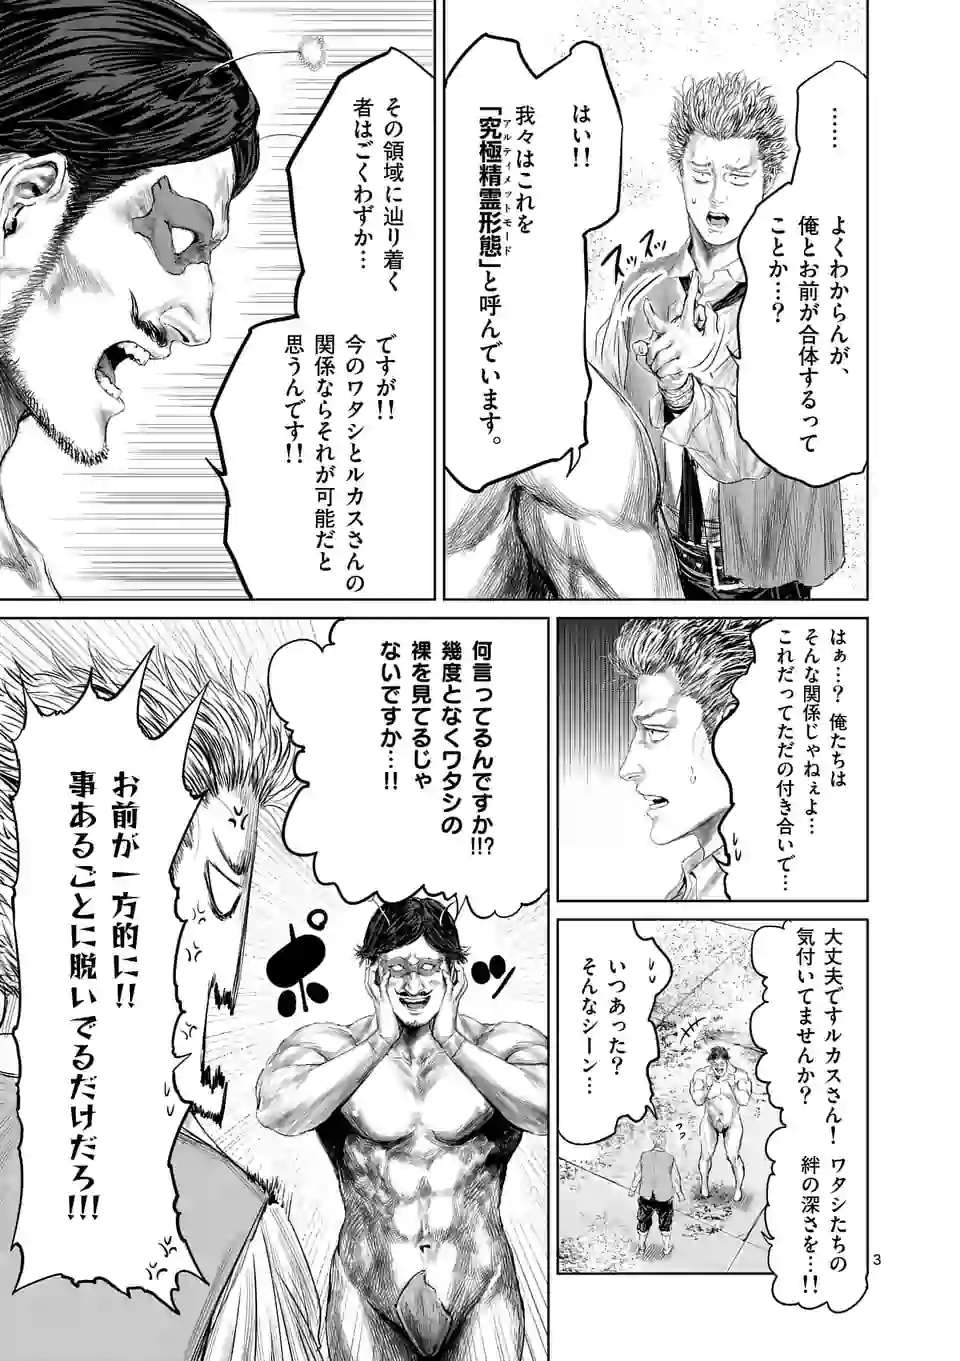 ……
よくわからんが、
俺とお前が合体するって
ことか…?
ズッズッ
はい!!
我々はこれを
「究極精霊形態」と呼んでいます。
アルティメットモード
その領域に辿り着く
者はごくわずか…
ですが!!
今のワタシとルカスさんの
関係ならそれが可能だと
思うんです!!
はぁ…? 俺たちは
そんな関係じゃねぇよ…
これだってただの付き合いで…
大丈夫ですルカスさん! ワタシたちの
気付いてませんか? 絆の深さを…!!
いつあった?
そんなシーン…
何言ってるんですか!!?
幾度となくワタシの
裸を見てるじゃ
ないですか…!!
ポッ
お前が一方的に!!
事あるごとに脱いでるだけだろ!!!
3